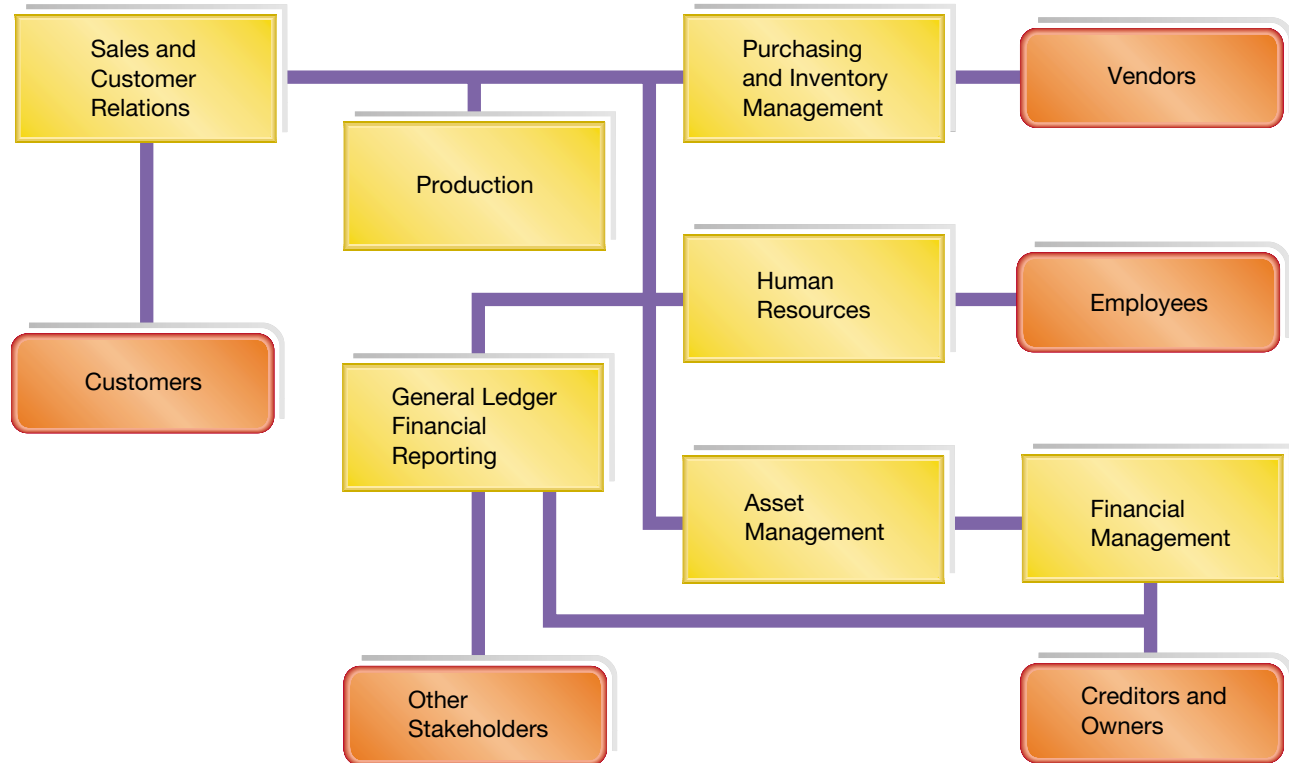 Sales and
Customer
Relations
Purchasing
and Inventory
Management
Vendors
Production
Human
Resources
Employees
Customers
General Ledger
Financial
Reporting
Asset
Management
Financial
Management
Other
Stakeholders
Creditors and
Owners